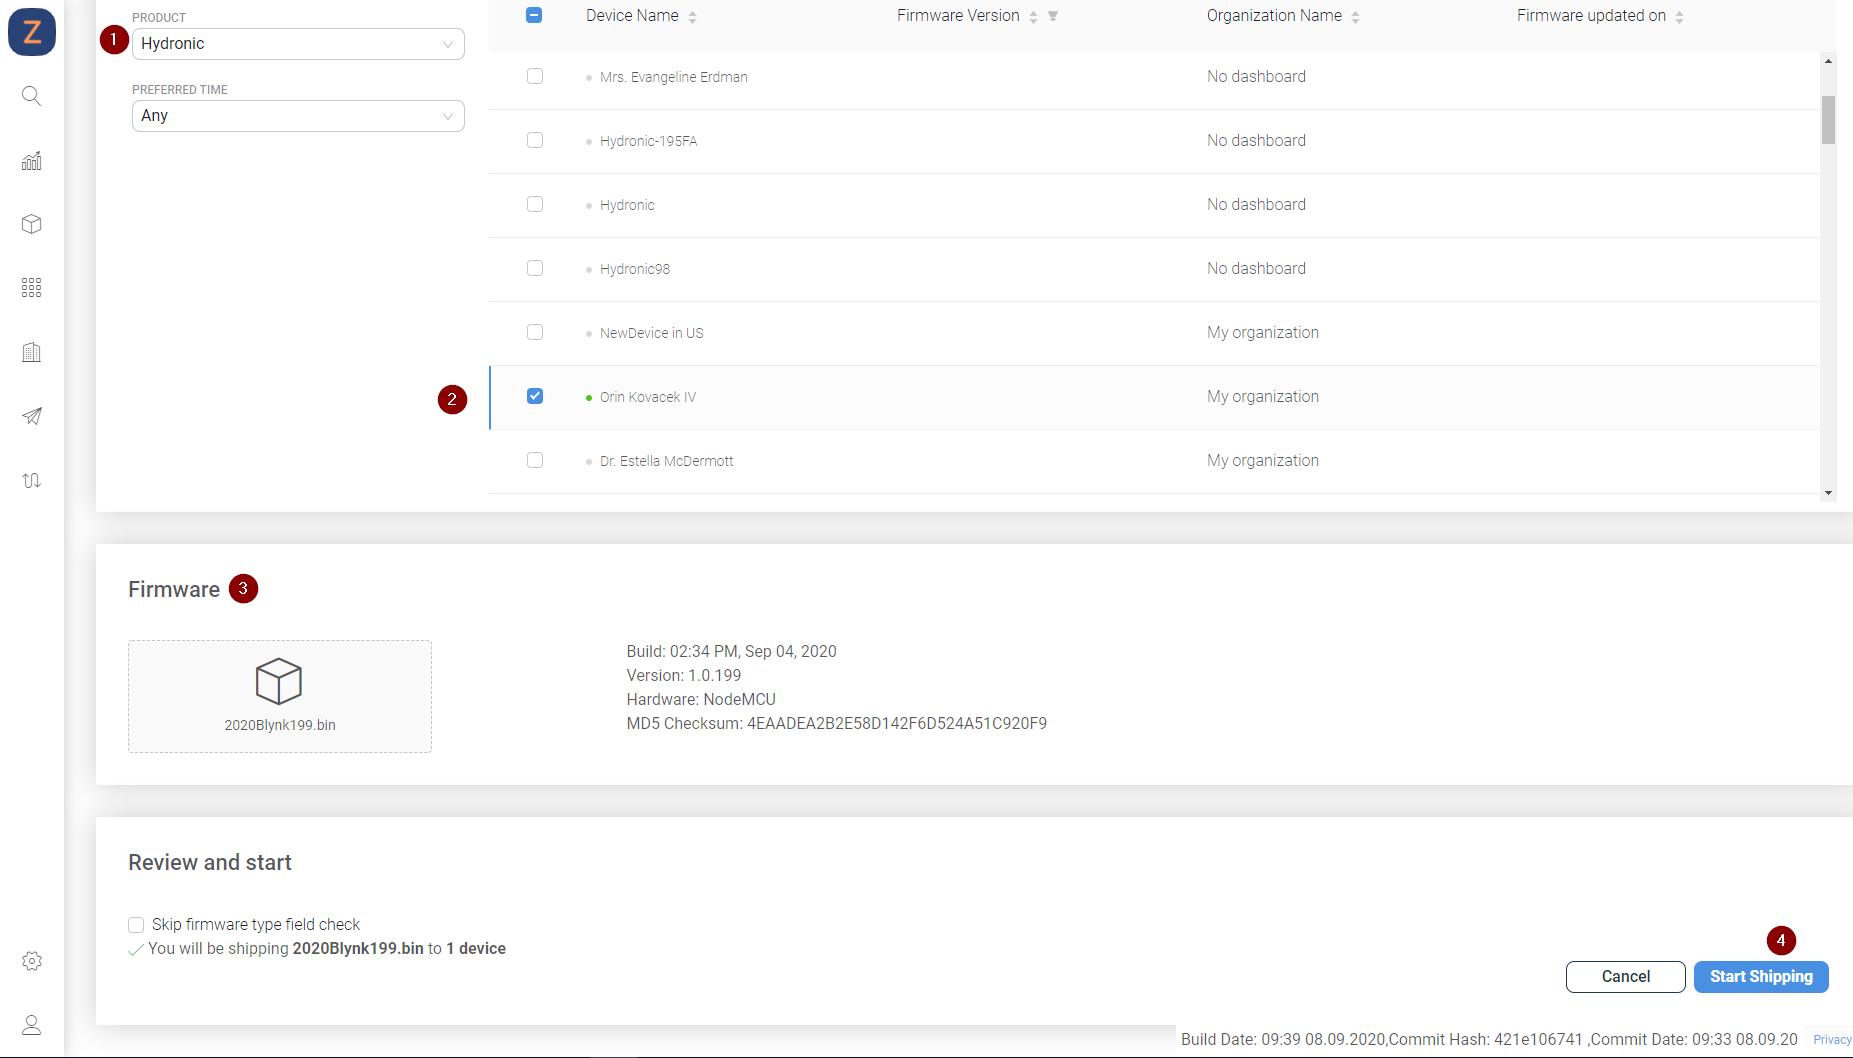 Z
PRODUCT
1
Hydronic
PREFERRED TIME
Any
Device Name
Firmware Version
Organization Name
Firmware updated on
Mrs. Evangeline Erdman
No dashboard
Hydronic-195FA
No dashboard
Hydronic
No dashboard
Hydronic98
No dashboard
NewDevice in US
My organization
2
Orin Kovacek IV
My organization
Dr. Estella McDermott
My organization
Firmware
3
2020Blynk199.bin
Build: 02:34 PM, Sep 04, 2020
Version: 1.0.199
Hardware: NodeMCU
MD5 Checksum: 4EAADEA2B2E58D142F6D524A51C920F9
Review and start
Skip firmware type field check
You will be shipping 2020Blynk199.bin to 1 device
4
Cancel
Start Shipping
Build Date: 09:39 08.09.2020,Commit Hash: 421e106741 ,Commit Date: 09:33 08.09.20
Privacy